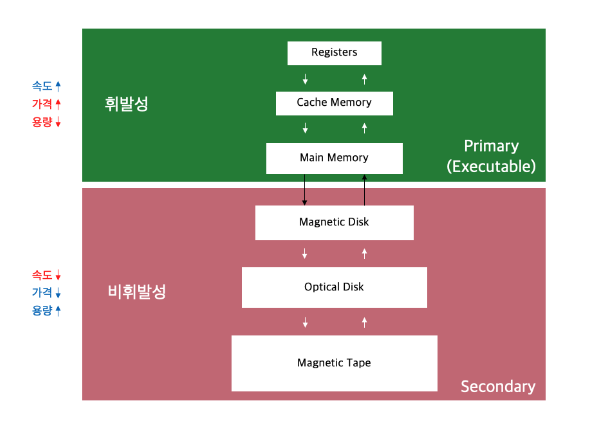 Registers
속도 ↑
가격 ↑
용량 ↓
휘발성
Cache Memory
Main Memory
Primary
(Executable)
Magnetic Disk
속도 ↓
가격 ↓
용량 ↑
비휘발성
Optical Disk
Magnetic Tape
Secondary